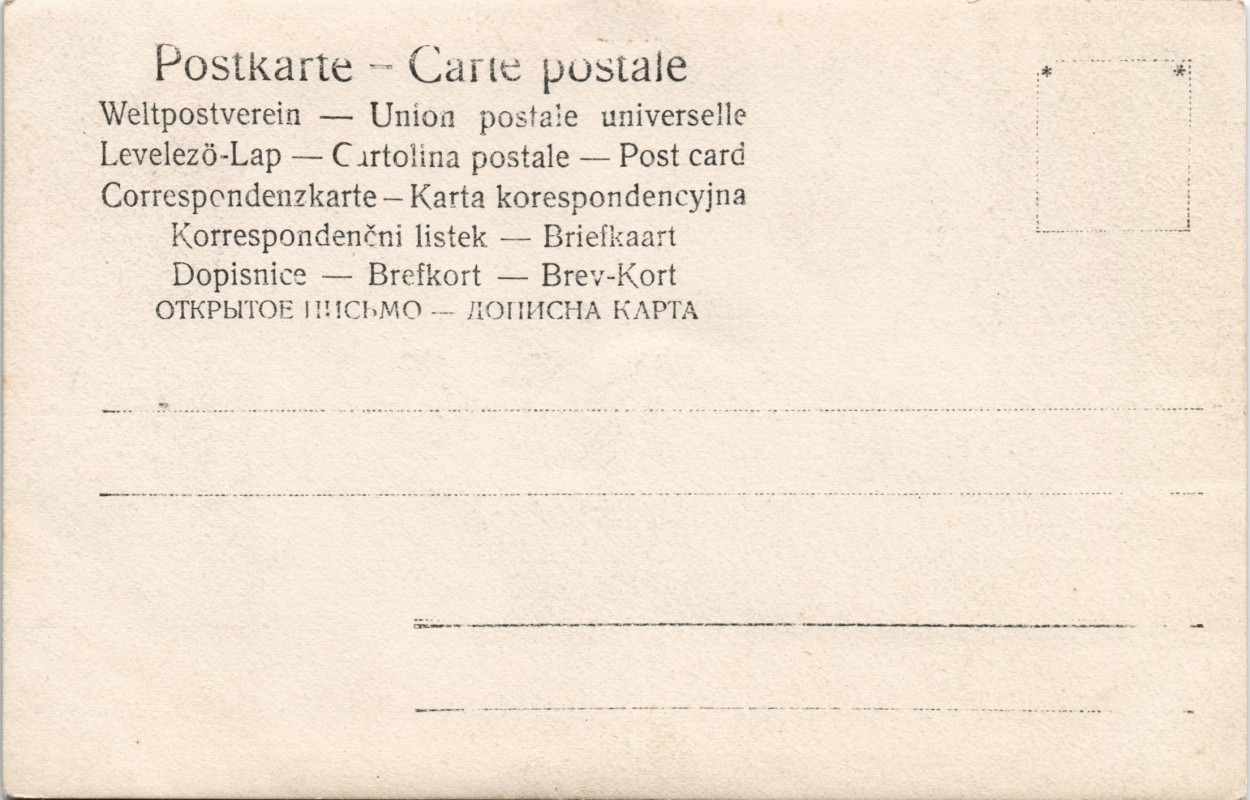 Postkarte – Carte postale
Weltpostverein — Union postale universelle
Levelezö-Lap — Cartolina postale — Post card
Correspondenzkarte – Karta korespondencyjna
Korrespondenčni listek — Briefkaart
Dopisnice — Brefkort — Brev-Kort
ОТКРЫТОЕ ПИСЬМО — ДОПИСНА КАРТА